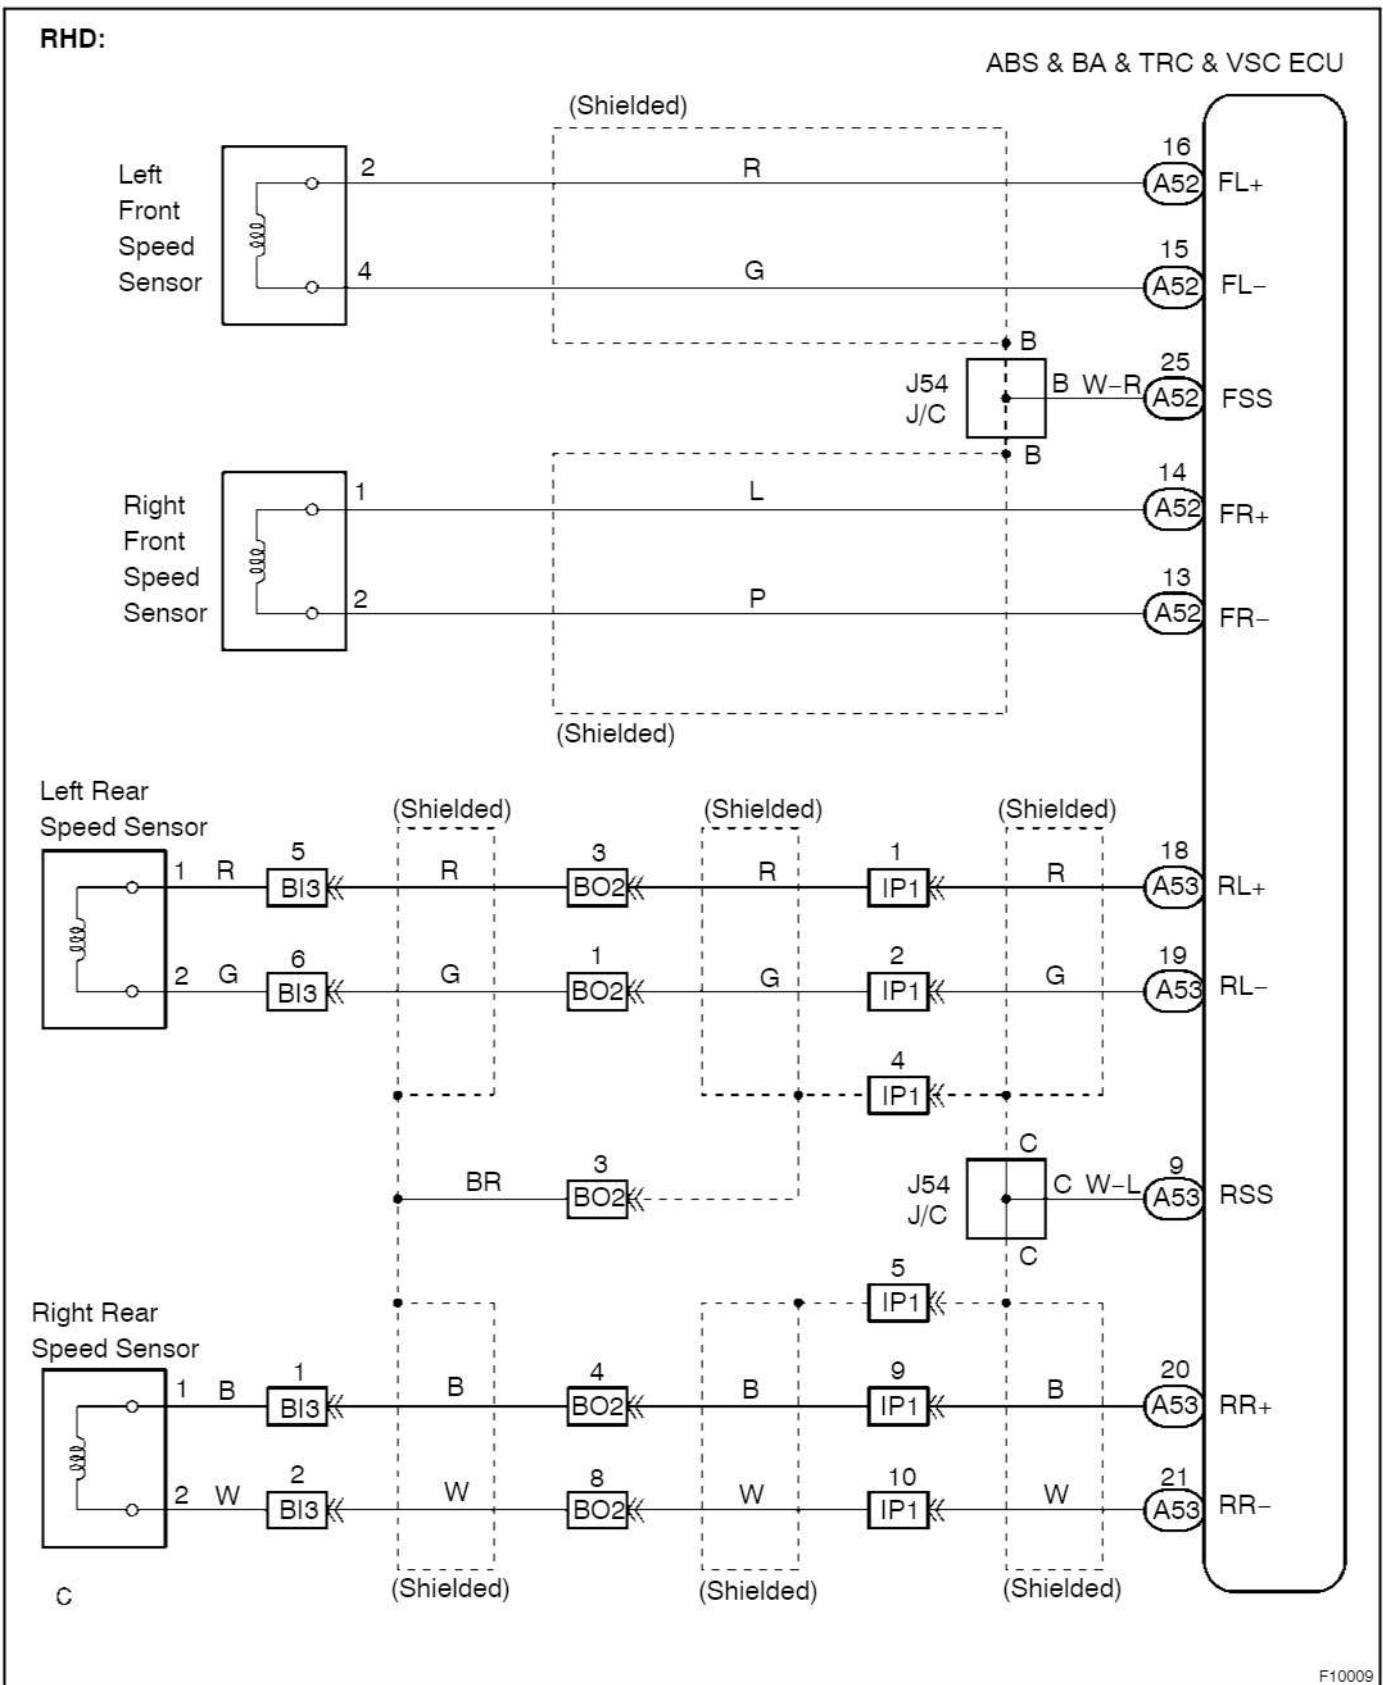 RHD:
ABS & BA & TRC & VSC ECU
(Shielded)
Left
Front
Speed
Sensor
2 R 16 A52 FL+
4 G 15 A52 FL−
B
J54
J/C
B W−R 25 A52 FSS
B
Right
Front
Speed
Sensor
1 L 14 A52 FR+
2 P 13 A52 FR−
(Shielded)
Left Rear
Speed Sensor
(Shielded) (Shielded) (Shielded)
1 R 5 BI3 R 3 BO2 R 1 IP1 R 18 A53 RL+
2 G 6 BI3 G 1 BO2 G 2 IP1 G 19 A53 RL−
4 IP1
C
BR 3 BO2 J54 C W−L 9 A53 RSS
J/C
C
5 IP1
Right Rear
Speed Sensor
1 B 1 BI3 B 4 BO2 B 9 IP1 B 20 A53 RR+
2 W 2 BI3 W 8 BO2 W 10 IP1 W 21 A53 RR−
(Shielded) (Shielded) (Shielded)
C
F10009